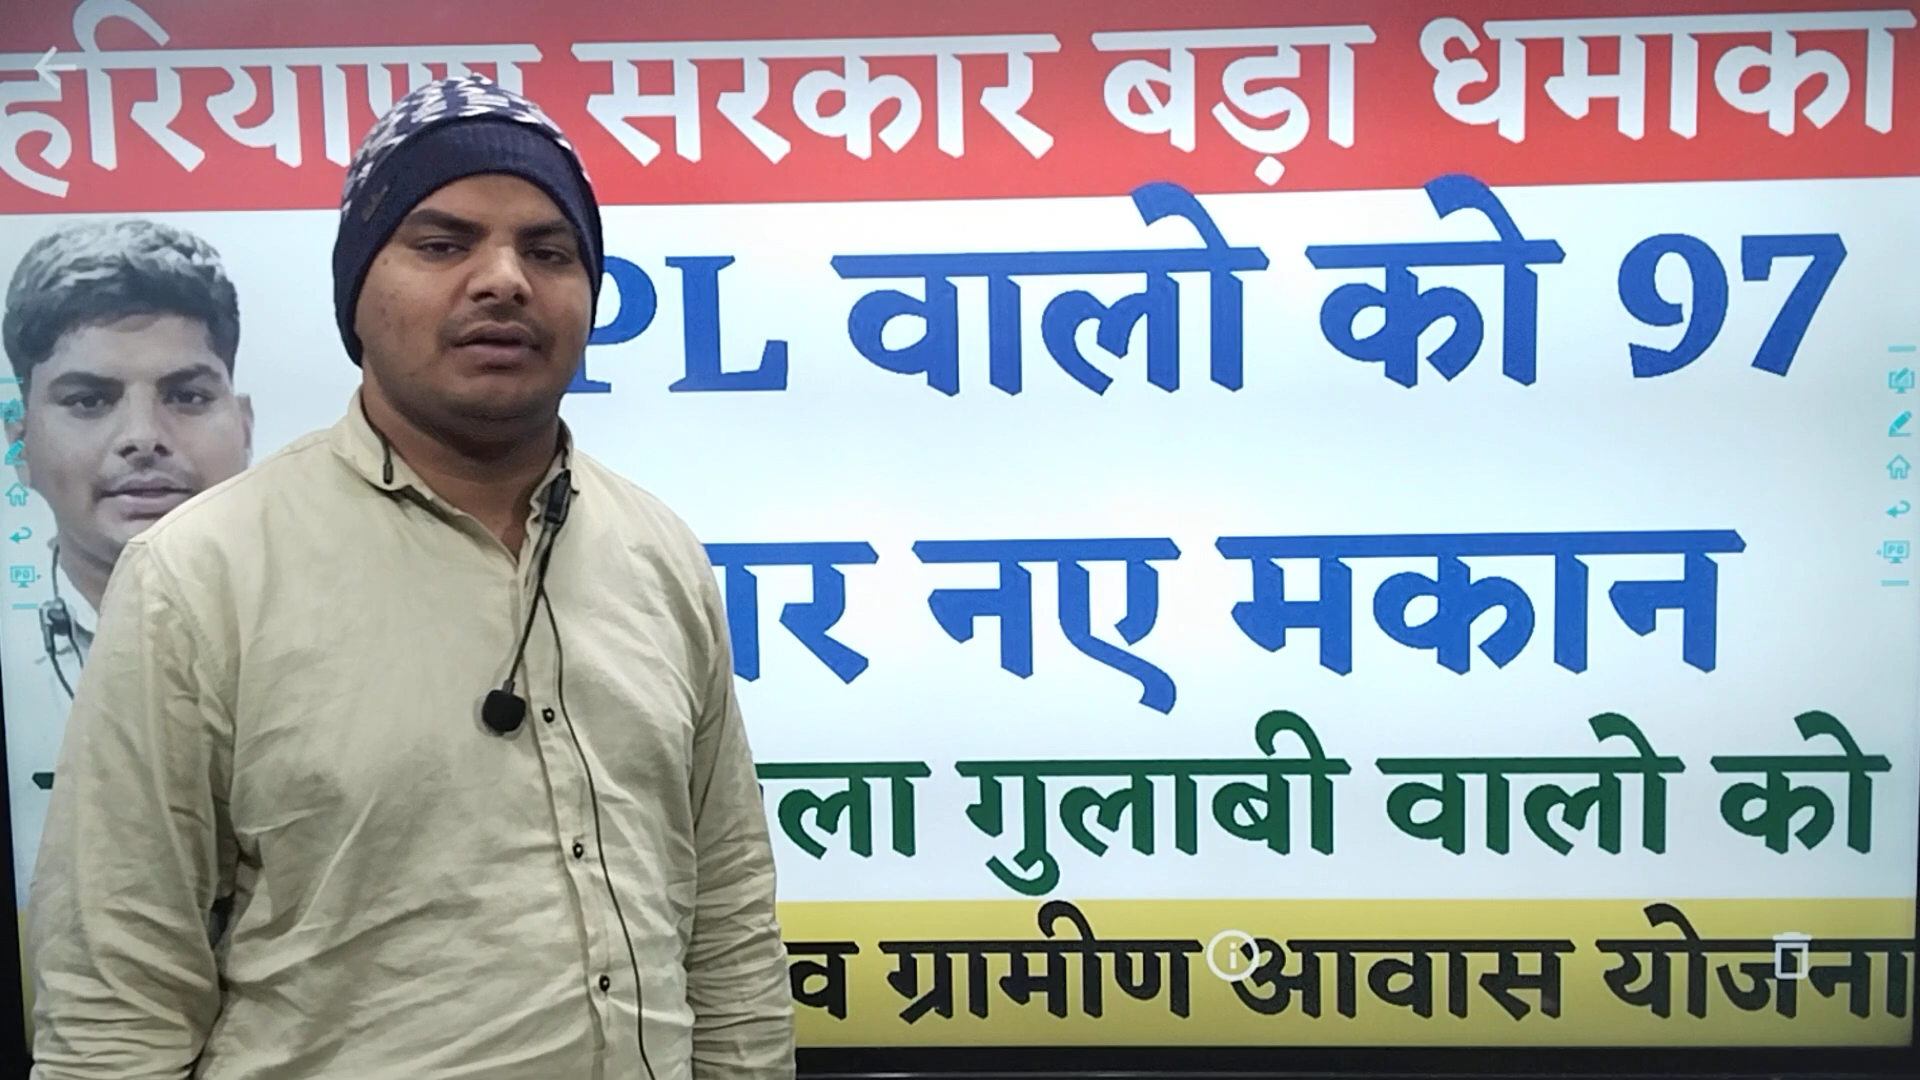 हरियाणा सरकार बड़ा धमाका
PL वालो को 97
नए मकान
गुलाबी वालो को
ग्रामीण आवास योजना